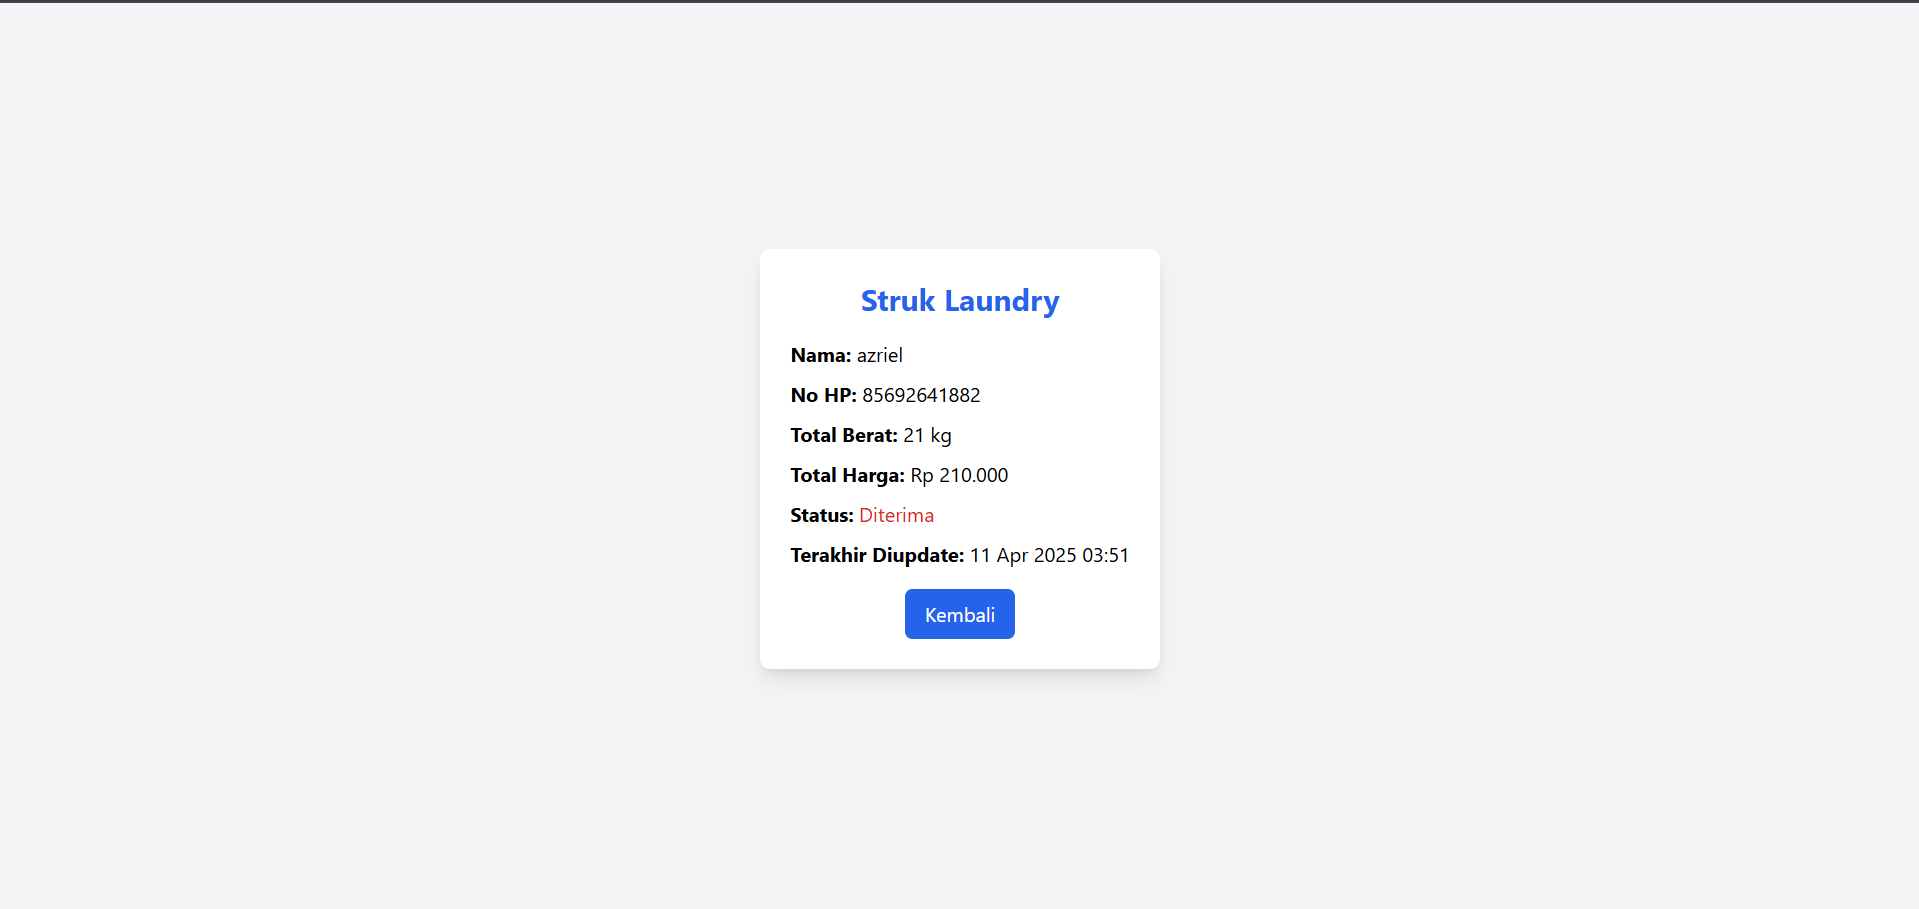 Struk Laundry
Nama: azriel
No HP: 85692641882
Total Berat: 21 kg
Total Harga: Rp 210.000
Status: Diterima
Terakhir Diupdate: 11 Apr 2025 03:51
Kembali